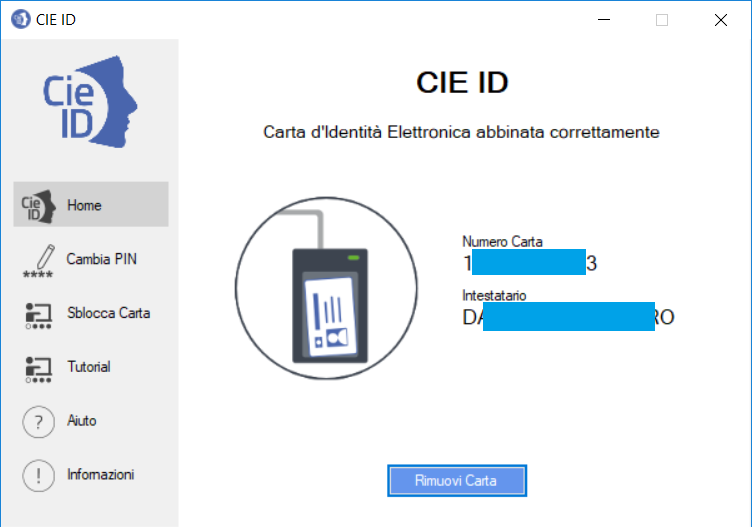 CIE ID
Cie
ID
Cie
ID
Home
****
Cambia PIN
Sblocca Carta
Tutorial
?
Aiuto
!
Infomazioni
CIE ID
Carta d'Identità Elettronica abbinata correttamente
Numero Carta
1 3
Intestatario
DA RO
Rimuovi Carta